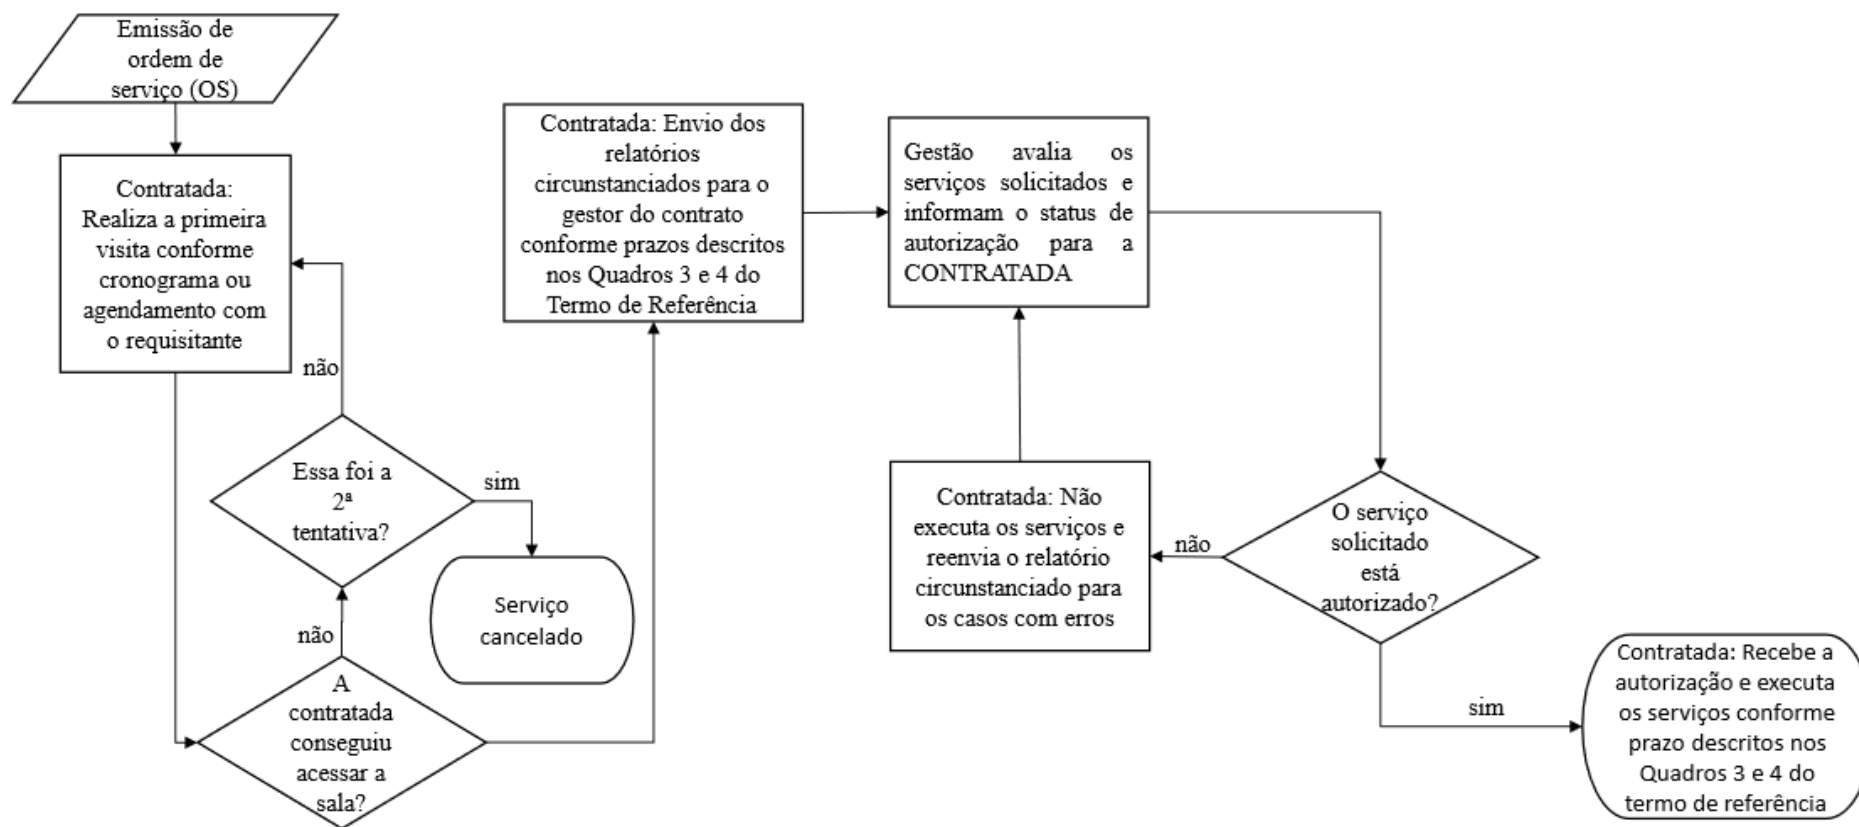 Emissão de
ordem de
serviço (OS)
Contratada:
Realiza a primeira
visita conforme
cronograma ou
agendamento com
o requisitante
não
Essa foi a
2ª
tentativa?
sim
Serviço
cancelado
não
A
contratada
conseguiu
acessar a
sala?
Contratada: Envio dos
relatórios
circunstanciados para o
gestor do contrato
conforme prazos descritos
nos Quadros 3 e 4 do
Termo de Referência
Gestão avalia os
serviços solicitados e
informam o status de
autorização para a
CONTRATADA
Contratada: Não
executa os serviços e
reenvia o relatório
circunstanciado para
os casos com erros
não
O serviço
solicitado
está
autorizado?
sim
Contratada: Recebe a
autorização e executa
os serviços conforme
prazo descritos nos
Quadros 3 e 4 do
termo de referência